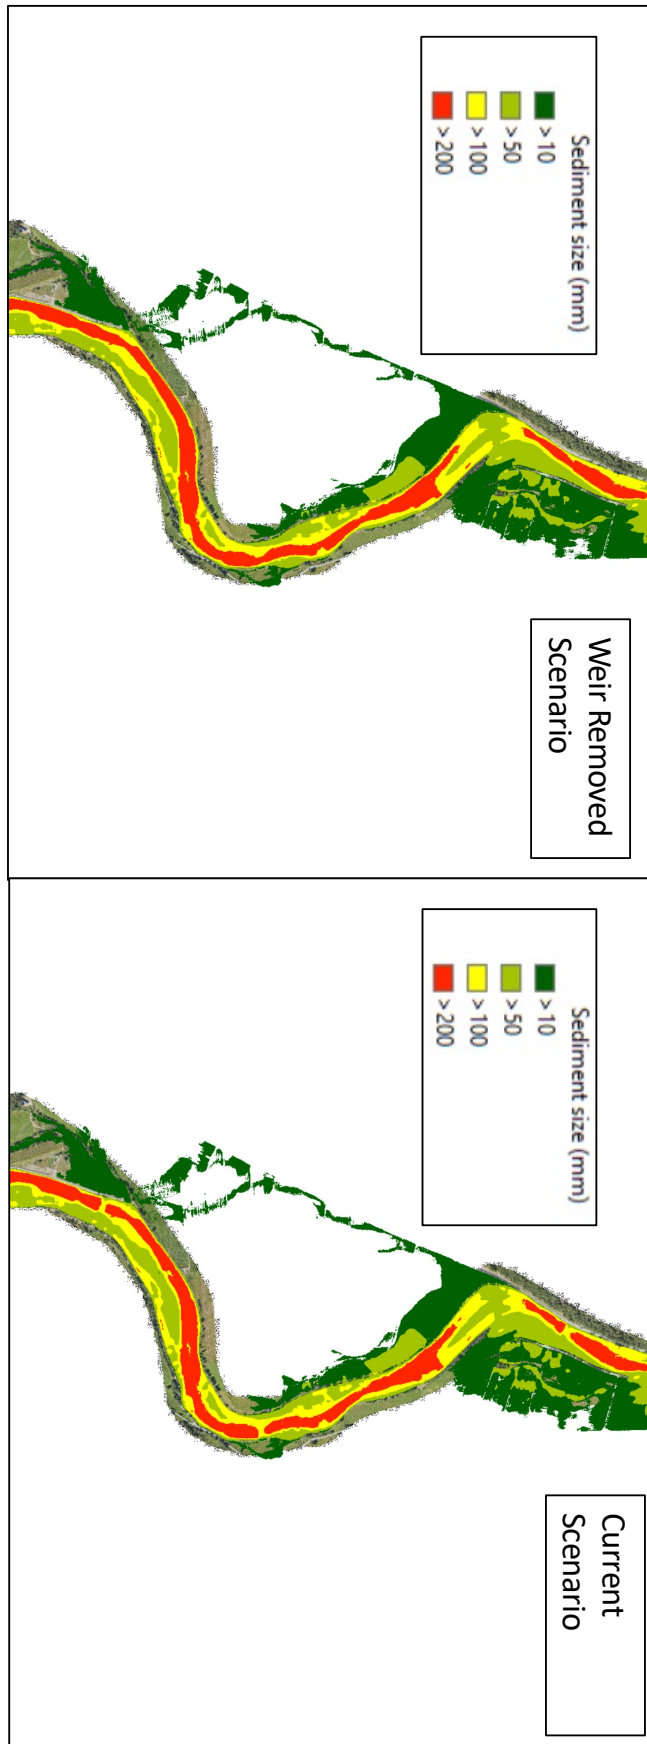 Sediment size (mm)
>10
>50
>100
>200
Weir Removed
Scenario
Sediment size (mm)
>10
>50
>100
>200
Current
Scenario